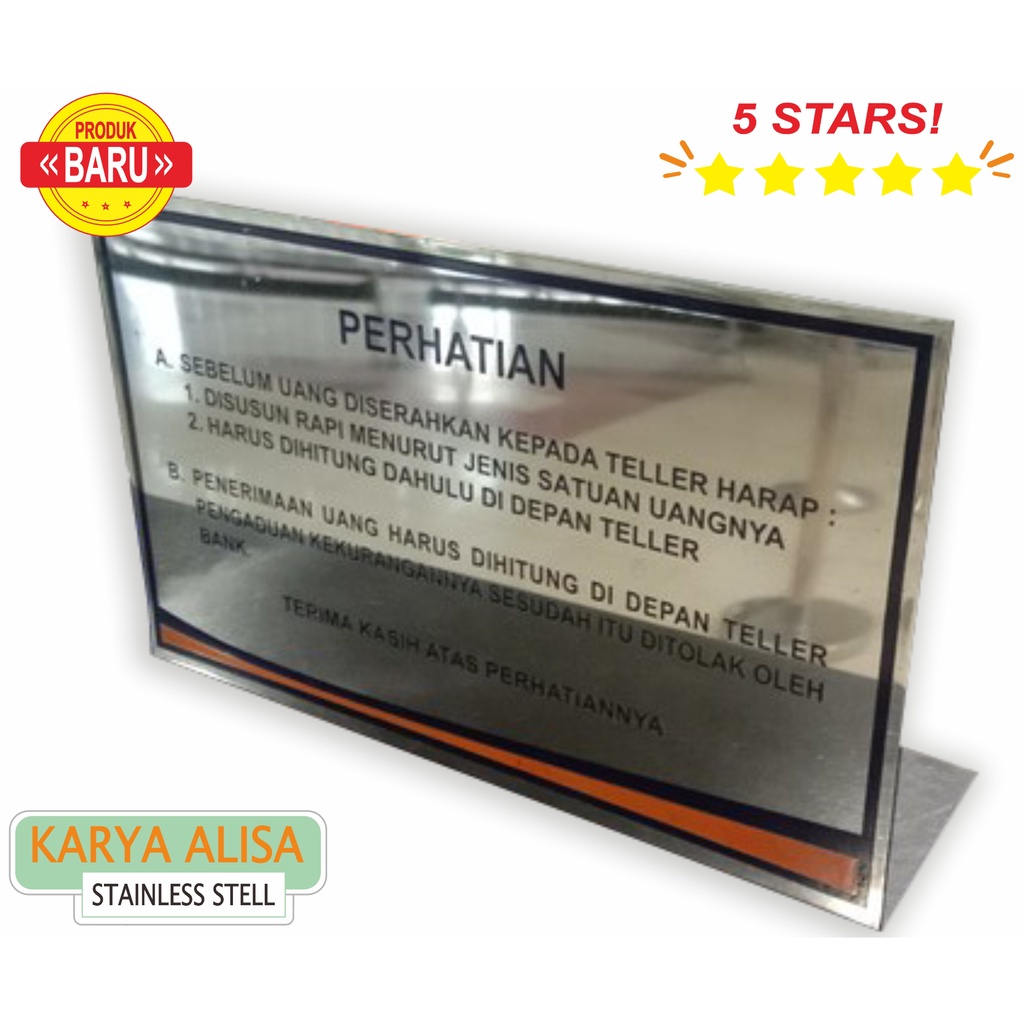 PRODUK
BARU
5 STARS!
PERHATIAN
A. SEBELUM UANG DISERAHKAN KEPADA TELLER HARAP :
1. DISUSUN RAPI MENURUT JENIS SATUAN UANGNYA
2. HARUS DIHITUNG DAHULU DI DEPAN TELLER
B. PENERIMAAN UANG HARUS DIHITUNG DI DEPAN TELLER
PENGADUAN KEKURANGANNYA SESUDAH ITU DITOLAK OLEH
BANK.
TERIMA KASIH ATAS PERHATIANNYA
KARYA ALISA
STAINLESS STELL